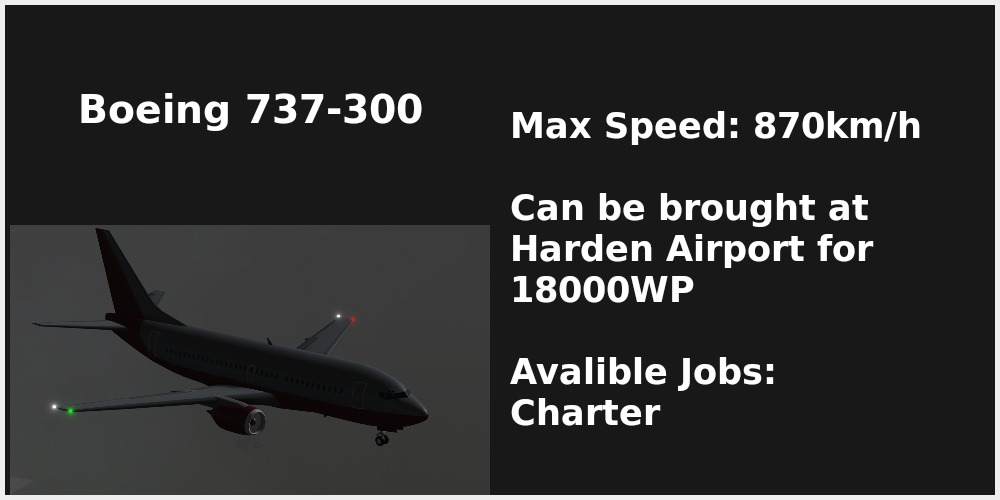 Boeing 737-300
Max Speed: 870km/h
Can be brought at
Harden Airport for
18000WP
Avalible Jobs:
Charter